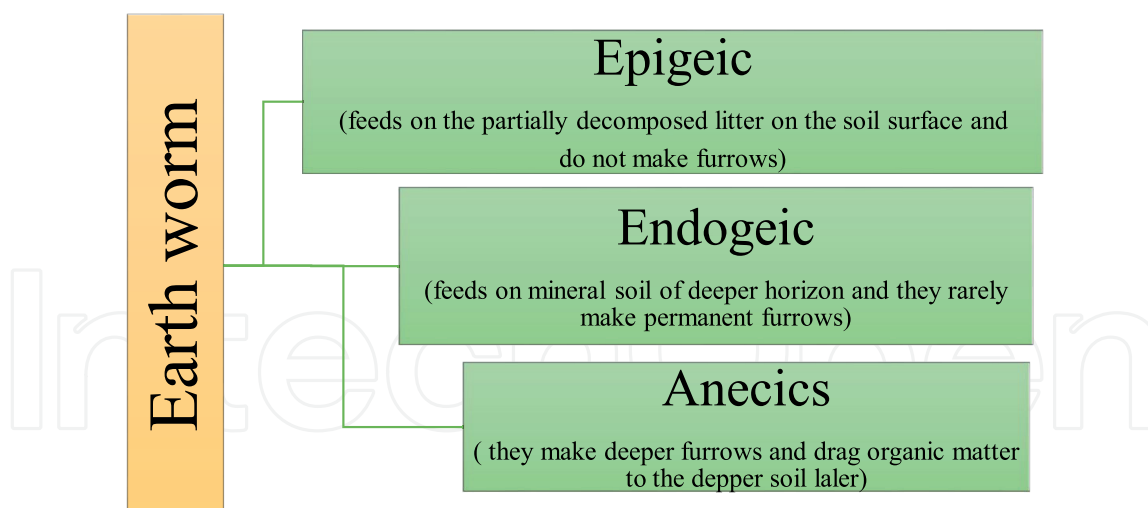 Earth worm
Epigeic
(feeds on the partially decomposed litter on the soil surface and
do not make furrows)
Endogeic
(feeds on mineral soil of deeper horizon and they rarely
make permanent furrows)
Anecics
( they make deeper furrows and drag organic matter
to the depper soil laler)
IntechOpen